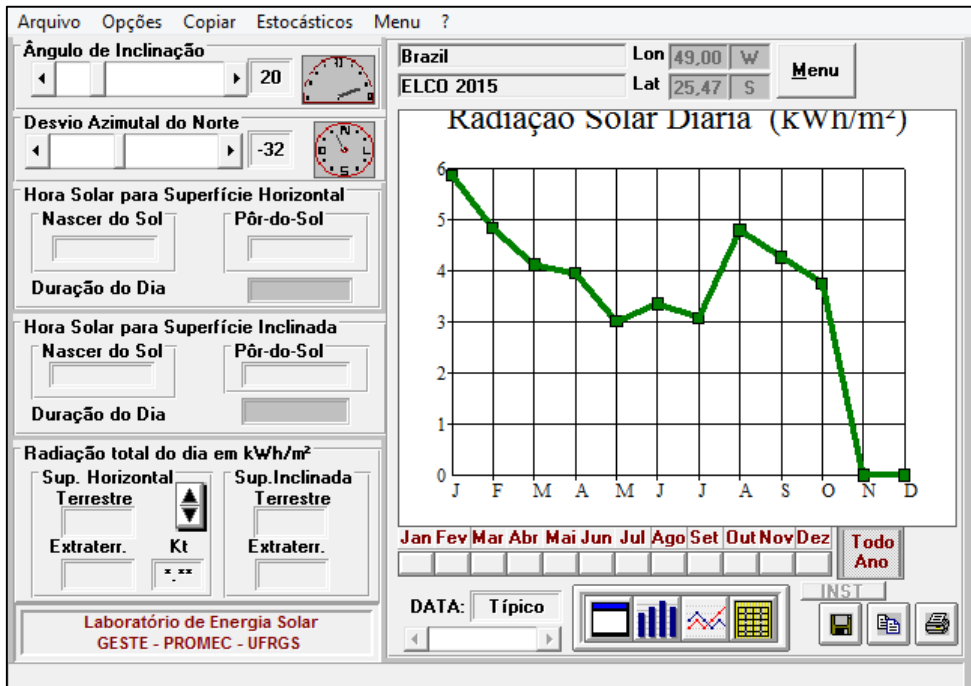 Arquivo Opções Copiar Estocásticos Menu ?
Ângulo de Inclinação
20
Desvio Azimutal do Norte
-32
N
S
Hora Solar para Superfície Horizontal
Nascer do Sol Pôr-do-Sol
Duração do Dia
Hora Solar para Superfície Inclinada
Nascer do Sol Pôr-do-Sol
Duração do Dia
Radiação total do dia em kWh/m²
Sup. Horizontal Sup.Inclinada
Terrestre Terrestre
Extraterr. Kt Extraterr.
*.**
Laboratório de Energia Solar
GESTE - PROMEC - UFRGS
Brazil Lon 49,00 W
ELCO 2015 Lat 25,47 S
Menu
Radiação Solar Diária (kWh/m²)
6
5
4
3
2
1
0
J F M A M J J A S O N D
Jan Fev Mar Abr Mai Jun Jul Ago Set Out Nov Dez
Todo
Ano
INST
DATA: Típico